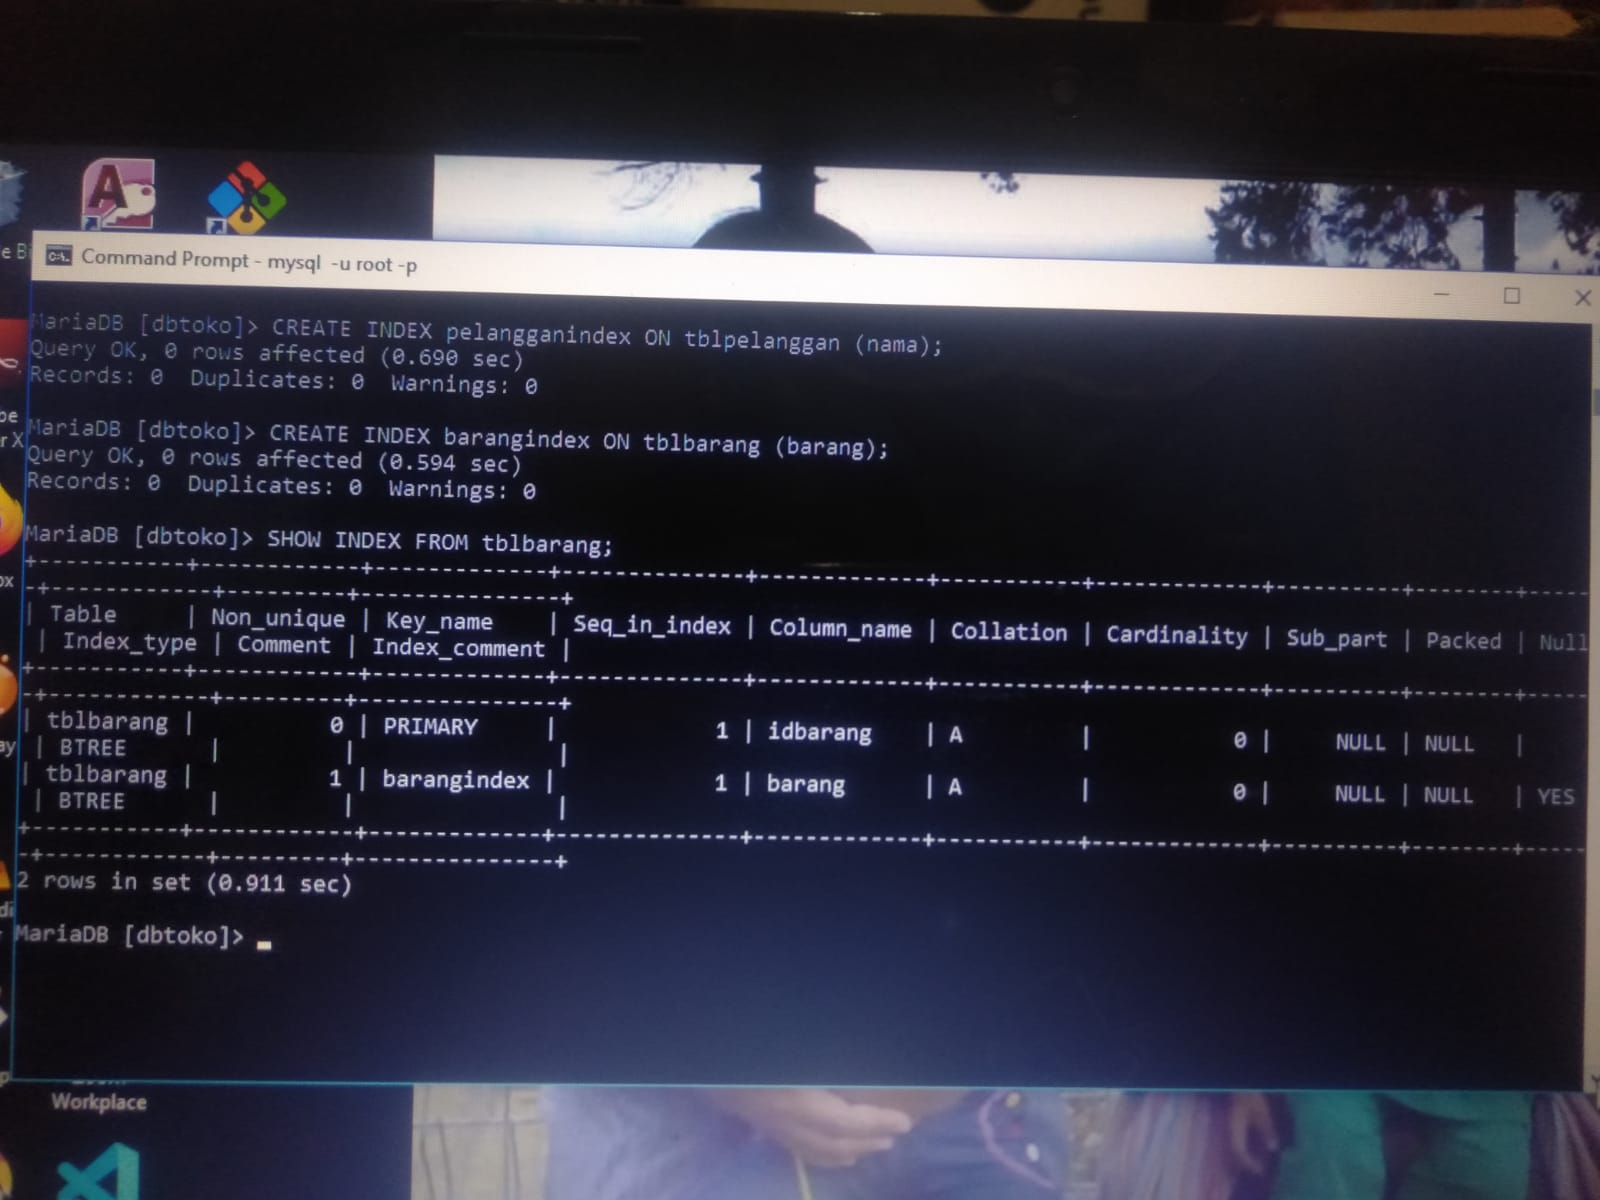 Command Prompt - mysql  -u root -p
MariaDB [dbtoko]> CREATE INDEX pelangganindex ON tblpelanggan (nama);
Query OK, 0 rows affected (0.690 sec)
Records: 0  Duplicates: 0  Warnings: 0
MariaDB [dbtoko]> CREATE INDEX barangindex ON tblbarang (barang);
Query OK, 0 rows affected (0.594 sec)
Records: 0  Duplicates: 0  Warnings: 0
MariaDB [dbtoko]> SHOW INDEX FROM tblbarang;
| Table | Non_unique | Key_name | Seq_in_index | Column_name | Collation | Cardinality | Sub_part | Packed | Null
| Index_type | Comment | Index_comment |
| tblbarang | 0 | PRIMARY | 1 | idbarang | A | 0 | NULL | NULL |
| BTREE | | |
| tblbarang | 1 | barangindex | 1 | barang | A | 0 | NULL | NULL | YES
| BTREE | | |
2 rows in set (0.911 sec)
MariaDB [dbtoko]>
Workplace